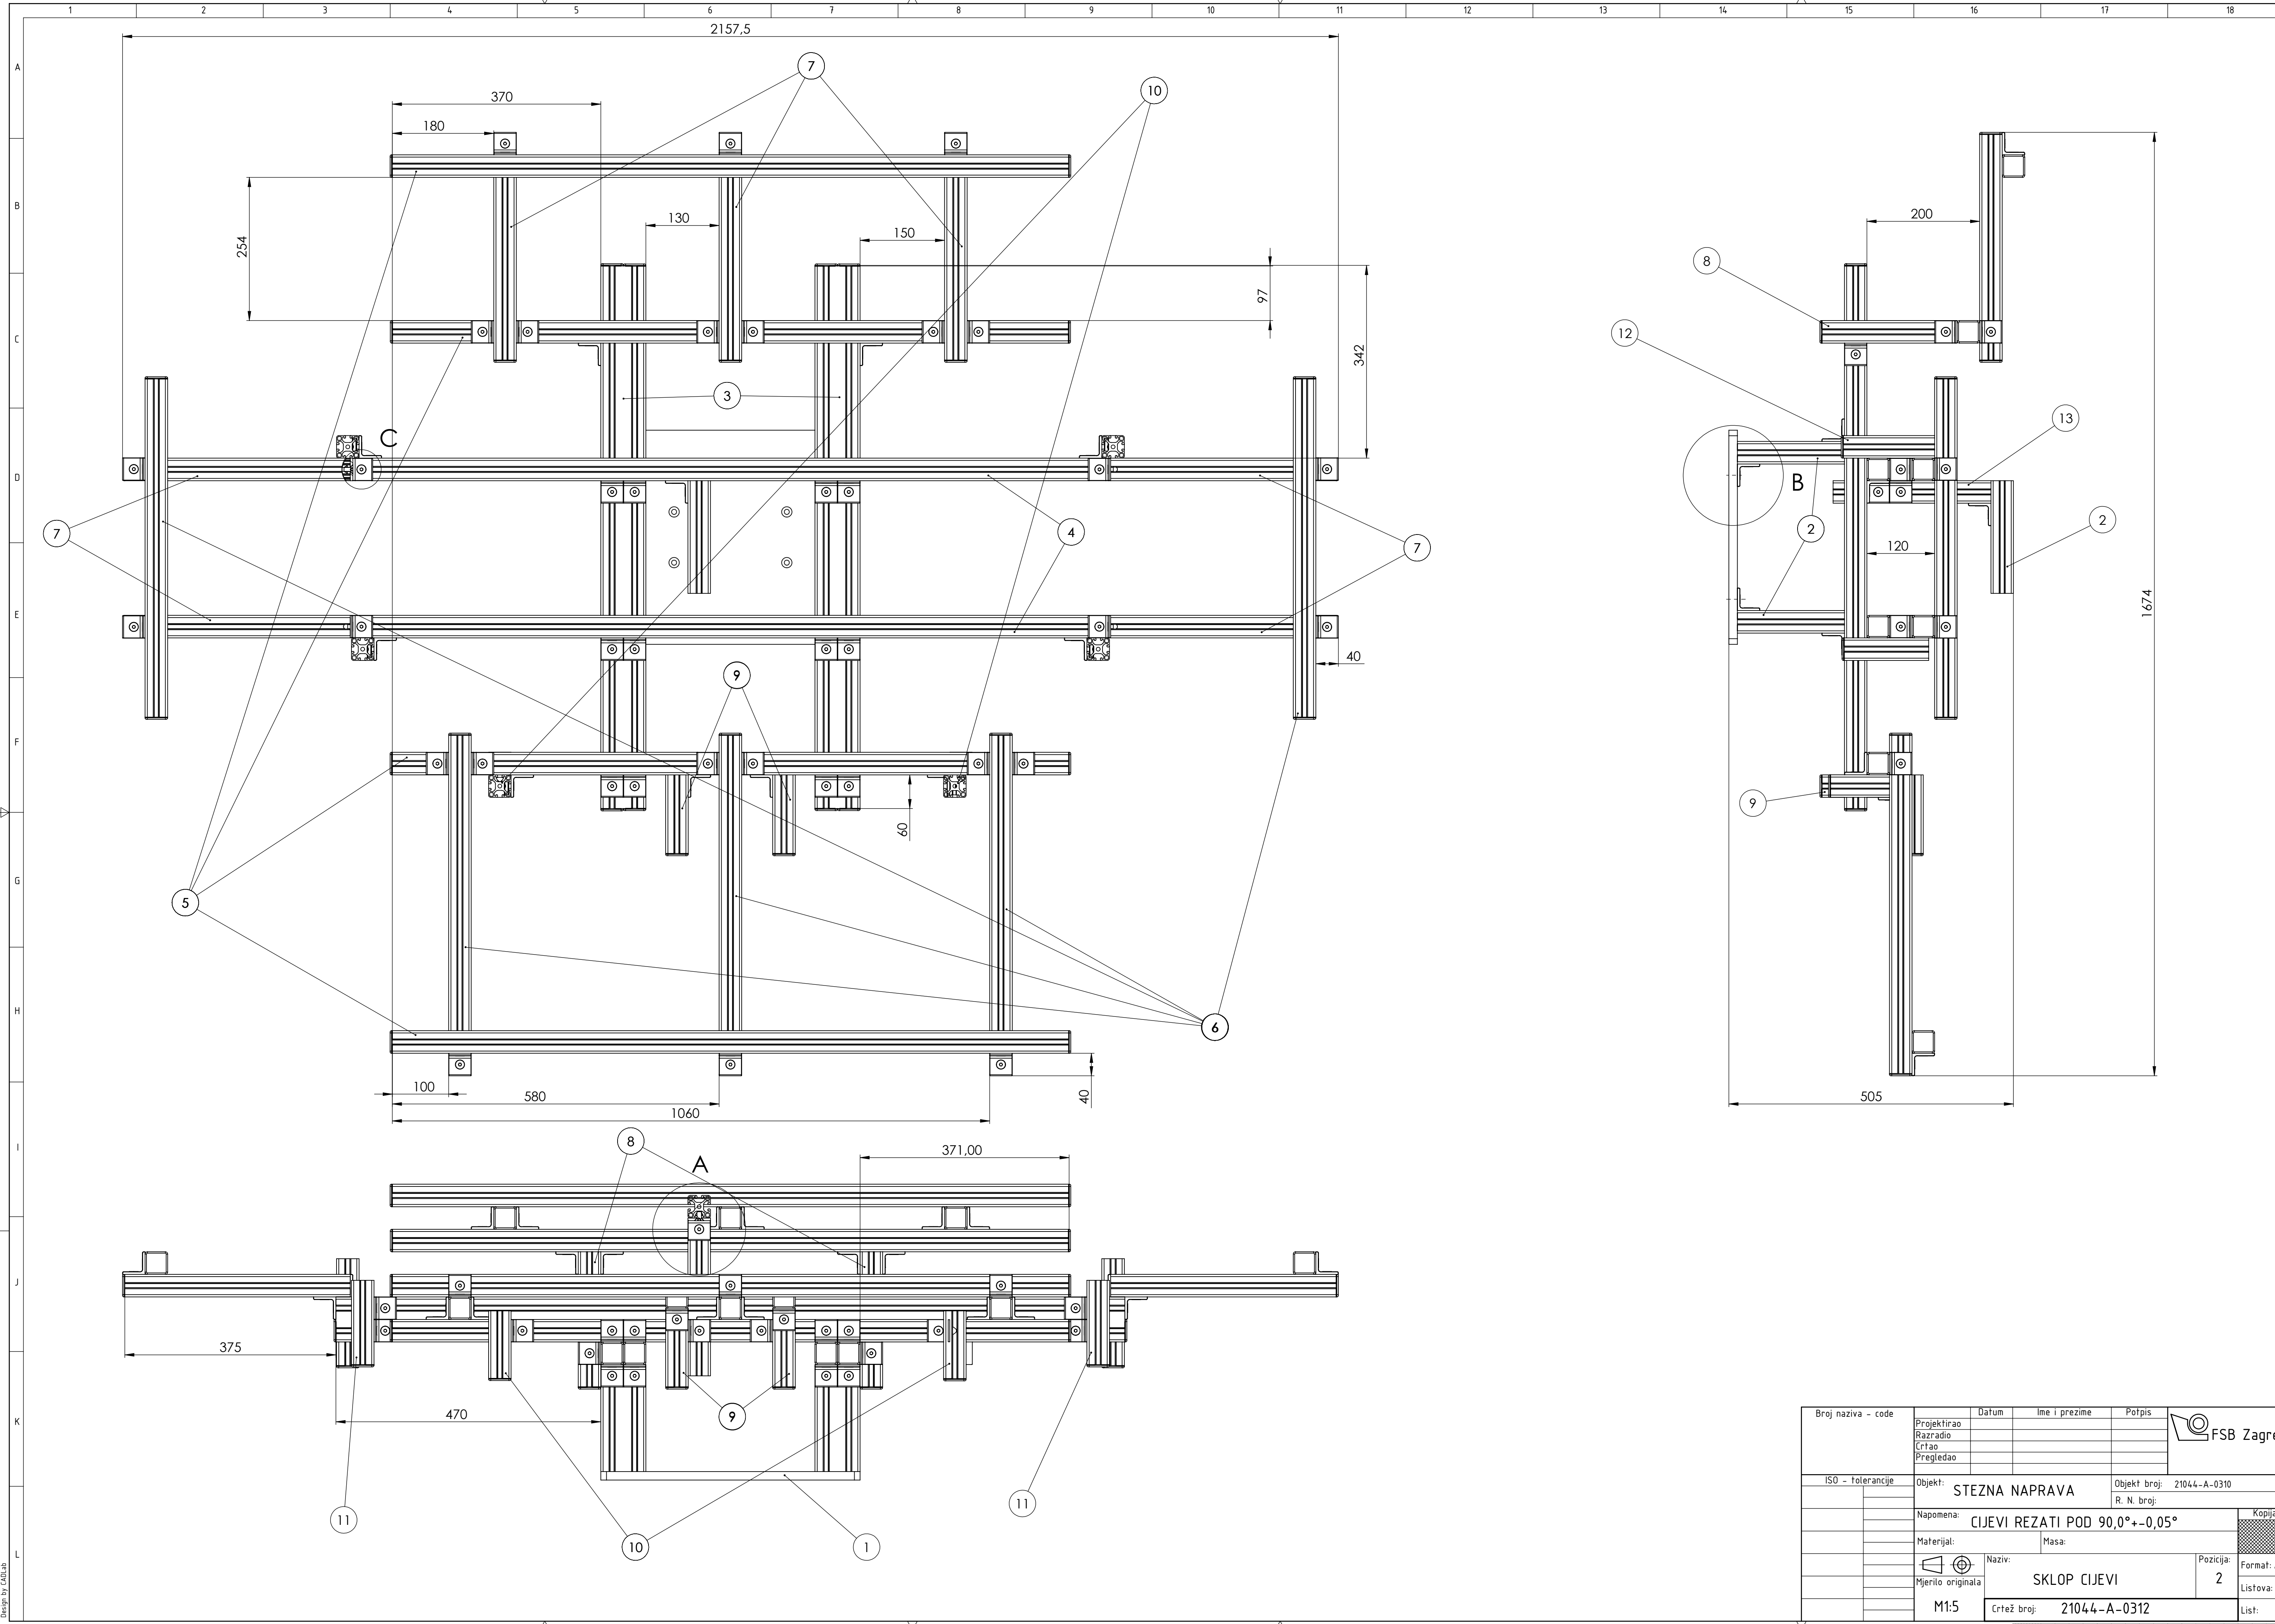 1 2 3 4 5 6 7 8 9 10 11 12 13 14 15 16 17 18
A
B
C
D
E
F
G
H
I
J
K
L
2157,5
7
10
370
180
254
130
150
97
342
3
C
7
4
7
40
9
5
60
6
100
580
1060
40
200
8
12
13
B
2
2
120
1674
9
505
8
A
371,00
375
470
9
11
10
1
11
Design by CADLab
Broj naziva - code
Datum Ime i prezime Potpis
Projektirao
Razradio
Crtao
Pregledao
FSB
ISO - tolerancije
Objekt: STEZNA NAPRAVA
Objekt broj: 21044-A-0310
R. N. broj:
Napomena: CIJEVI REZATI POD 90,0°+-0,05°
Materijal: Masa:
Naziv: SKLOP CIJEVI
Pozicija: 2
Format:
Listova:
Mjerilo originala
M1:5
Crtež broj: 21044-A-0312
List: